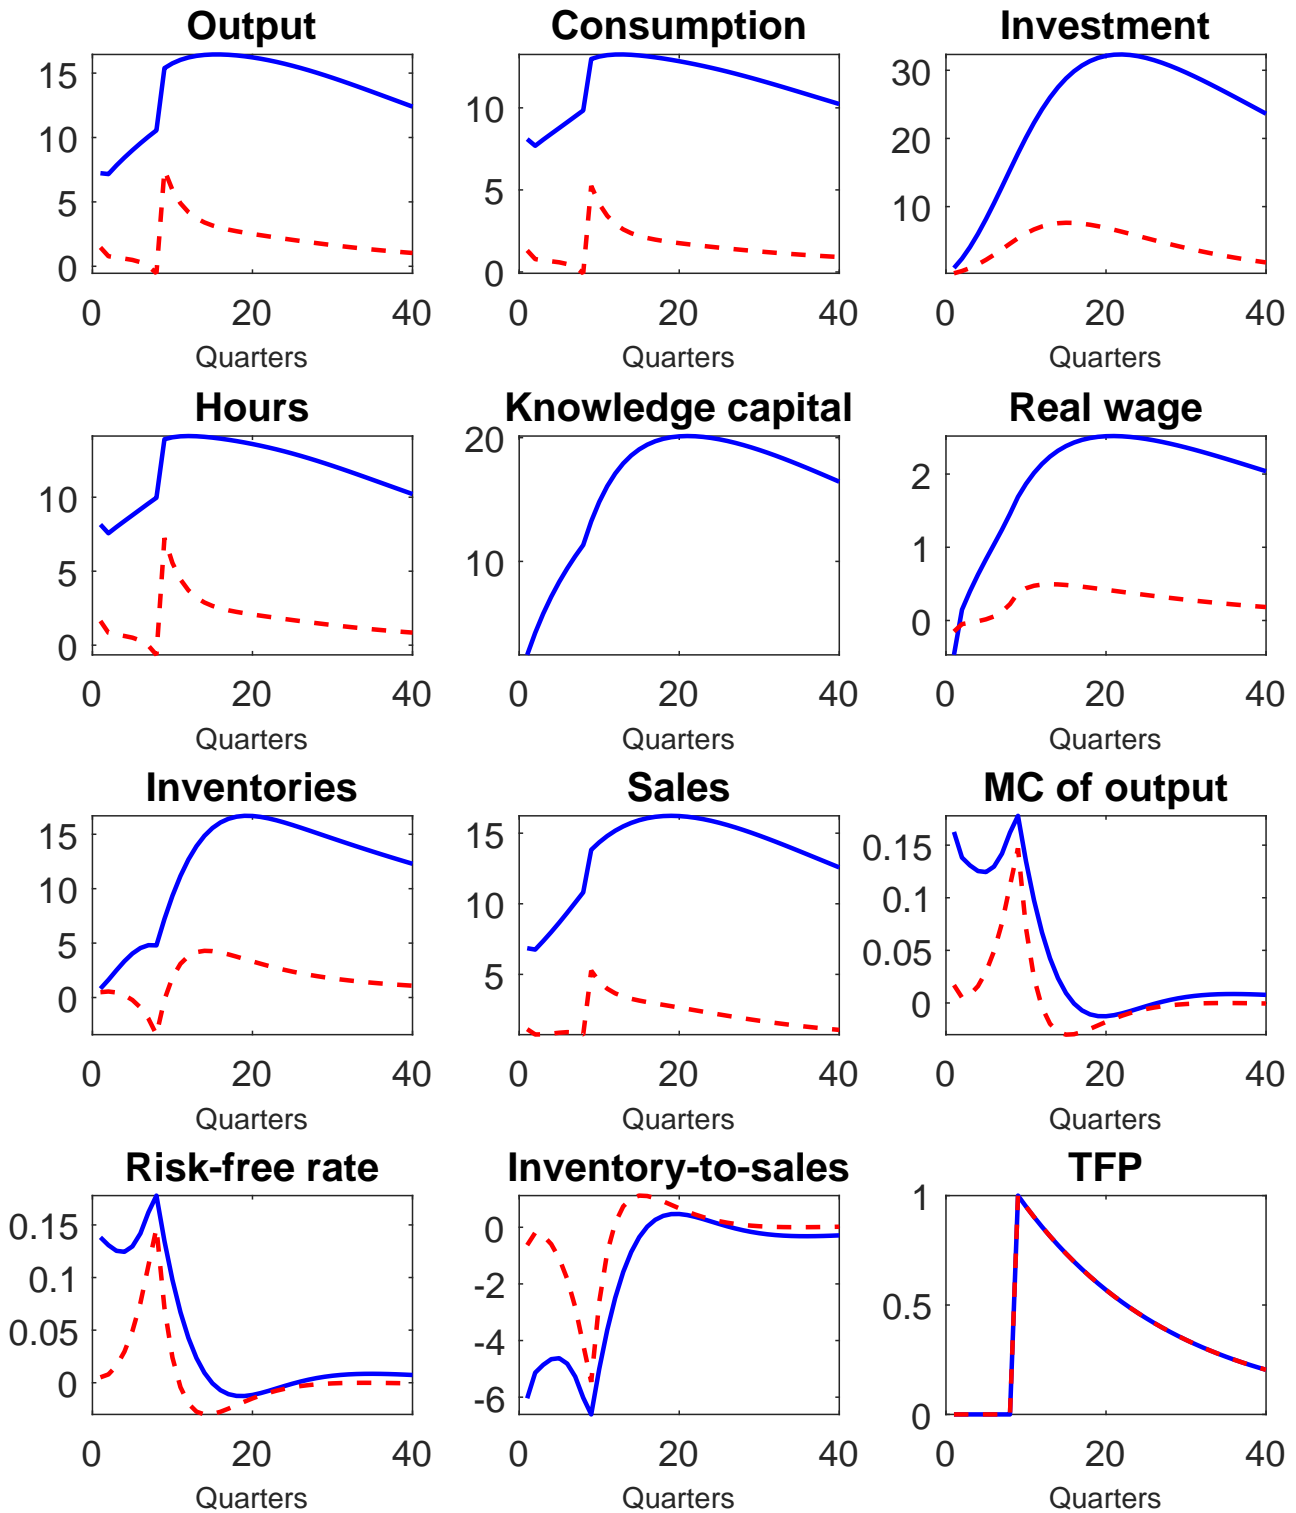 Output Consumption Investment
15 10 5 0
10 5 0
30 20 10
0 20 40 0 20 40 0 20 40
Quarters Quarters Quarters
Hours Knowledge capital Real wage
10 5 0
20 10
2 1 0
0 20 40 0 20 40 0 20 40
Quarters Quarters Quarters
Inventories Sales MC of output
15 10 5 0
15 10 5
0.15 0.1 0.05 0
0 20 40 0 20 40 0 20 40
Quarters Quarters Quarters
Risk-free rate Inventory-to-sales TFP
0.15 0.1 0.05 0
0 -2 -4 -6
1 0.5 0
0 20 40 0 20 40 0 20 40
Quarters Quarters Quarters